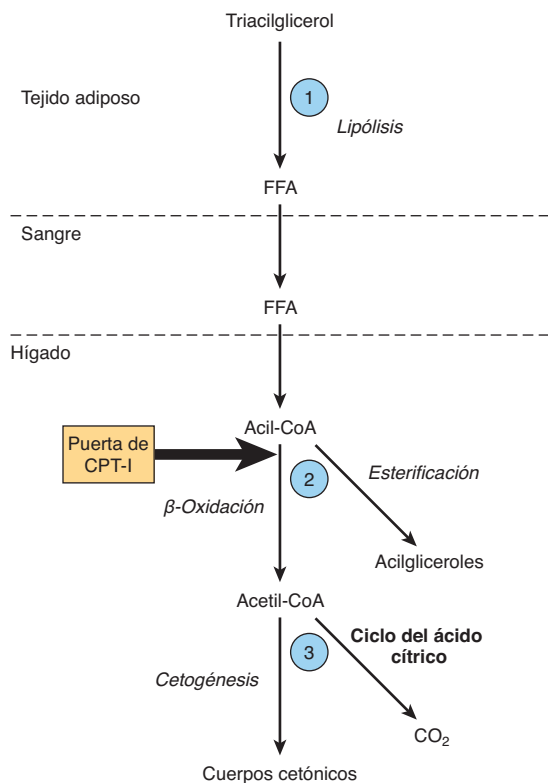 Triacilglicerol
Tejido adiposo
1
Lipólisis
FFA
Sangre
FFA
Hígado
Acil-CoA
Puerta de
CPT-I
2
Esterificación
β-Oxidación
Acilgliceroles
Acetil-CoA
Ciclo del ácido
cítrico
3
Cetogénesis
CO₂
Cuerpos cetónicos